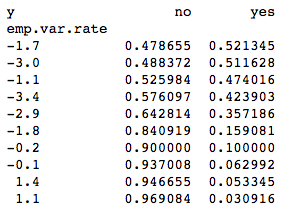 y no yes
emp.var.rate
-1.7 0.478655 0.521345
-3.0 0.488372 0.511628
-1.1 0.525984 0.474016
-3.4 0.576097 0.423903
-2.9 0.642814 0.357186
-1.8 0.840919 0.159081
-0.2 0.900000 0.100000
-0.1 0.937008 0.062992
1.4 0.946655 0.053345
1.1 0.969084 0.030916